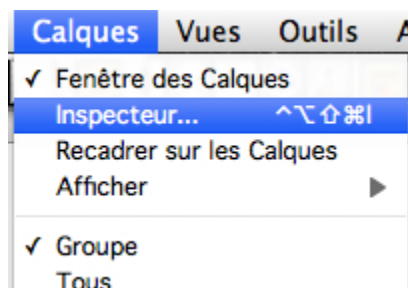 Calques Vues Outils A
✓ Fenêtre des Calques
Inspecteur... ^⌥⇧⌘I
Recadrer sur les Calques
Afficher ▶
✓ Groupe
Tous